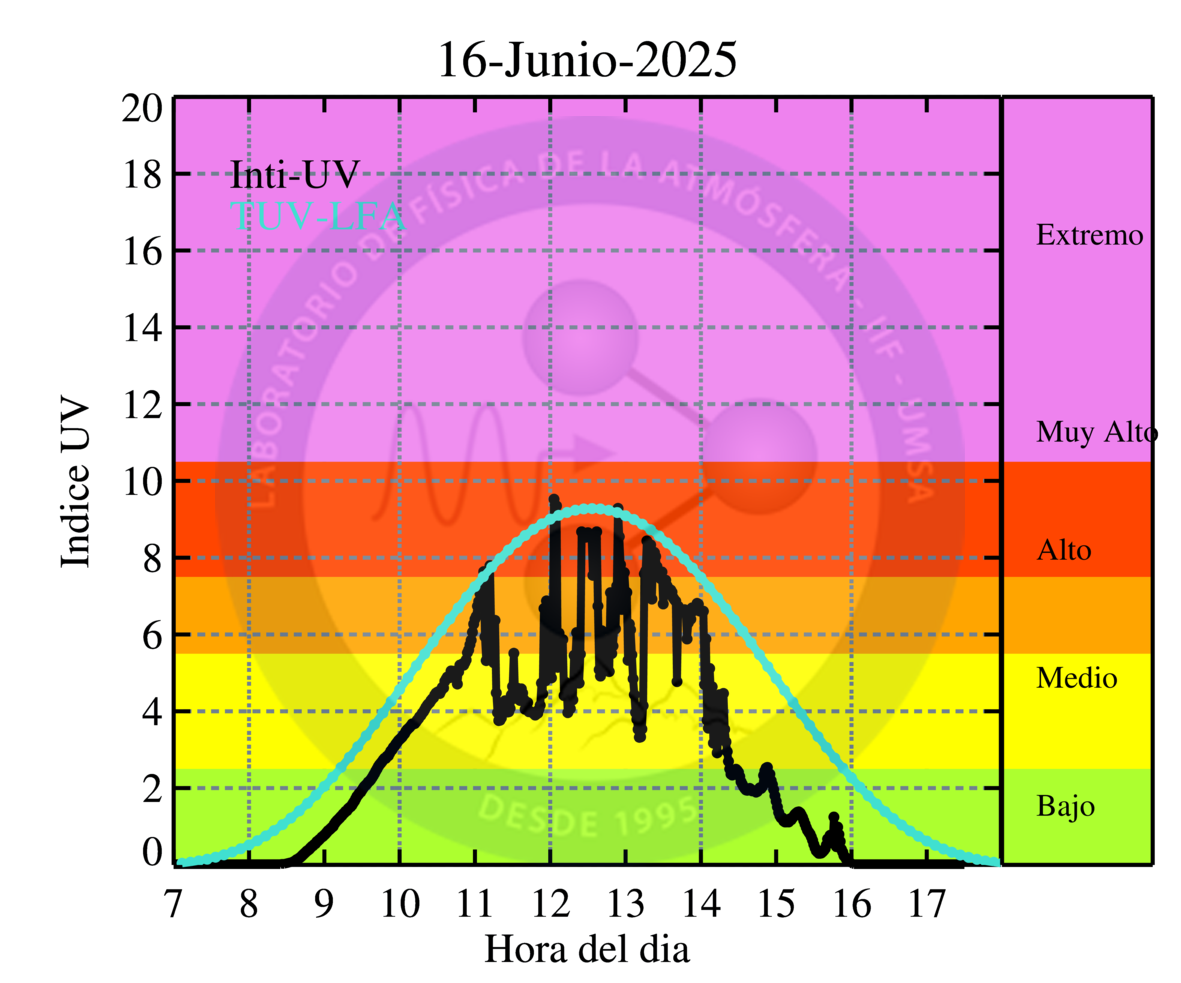 16-Junio-2025
Indice UV
20
18
16
14
12
10
8
6
4
2
0
Inti-UV
TUV-LFA
LABORATORIO DE FÍSICA DE LA ATMÓSFERA - IIF - UMSA
DESDE 1995
Extremo
Muy Alto
Alto
Medio
Bajo
7 8 9 10 11 12 13 14 15 16 17
Hora del dia